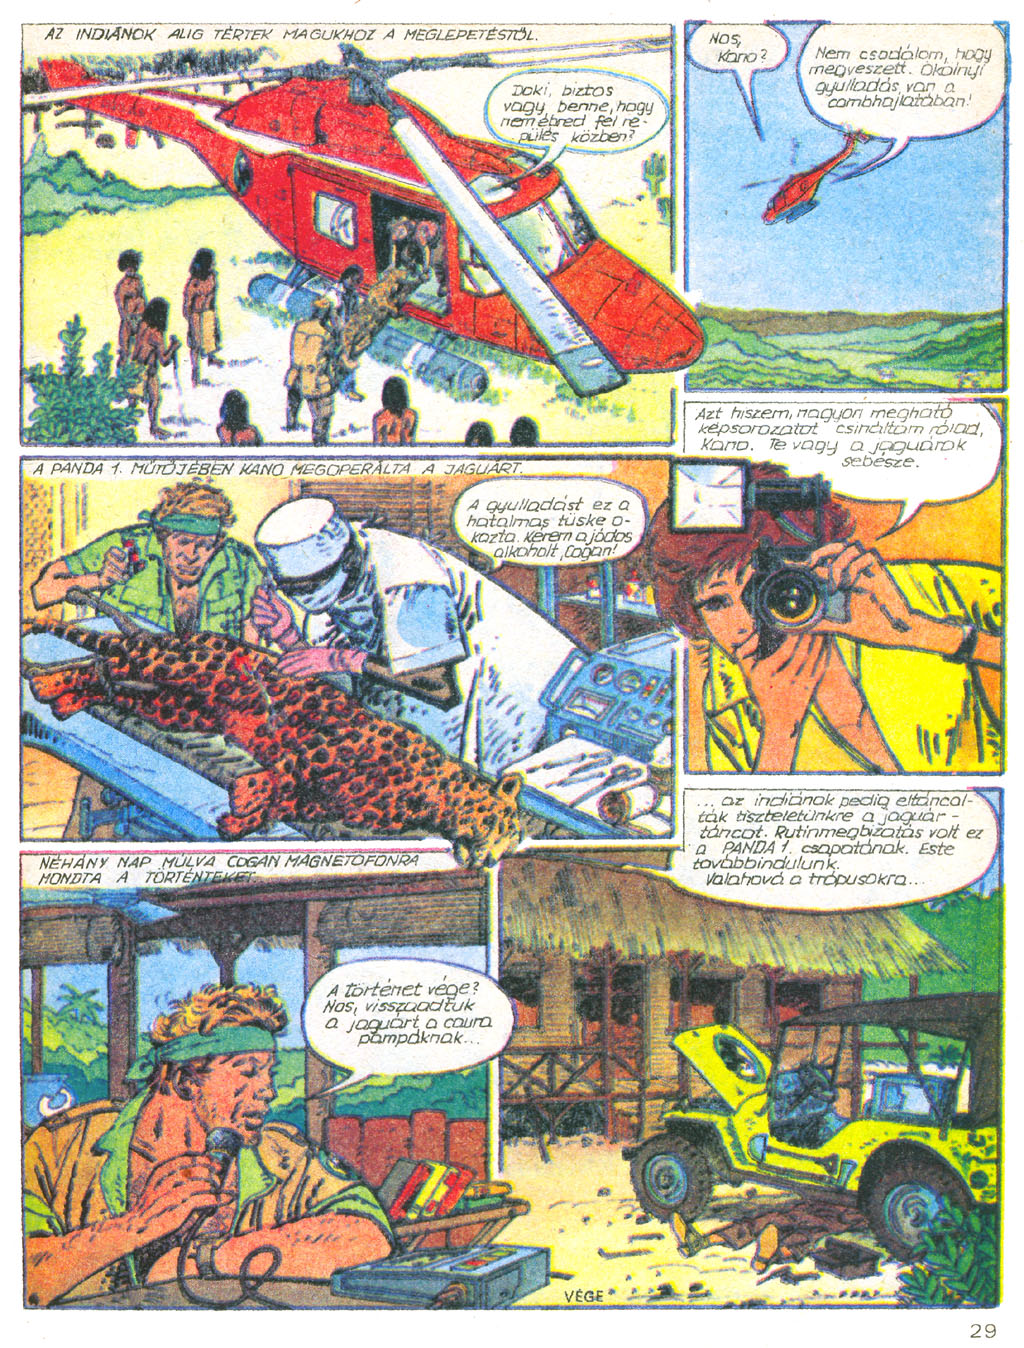 AZ INDIÁNOK ALIG TÉRTEK MAGUKHOZ A MEGLEPETÉSTŐL.
Doki, biztos
vagy benne, hogy
nem ébred fel re-
pülés közben?
NOS,
Kano?
Nem csodálom, hogy
megveszett. Ökölnyi
gyulladás van a
combhajlatában!
A PANDA 1. MŰTŐJÉBEN KANO MEGOPERÁLTA A JAGUÁRT.
A gyulladást ez a
hatalmas tüske o-
kozta. Kérem a jódos
alkoholt, Cogan!
Azt hiszem, nagyon megható
képsorozatot csináltam rólad,
Kano. Te vagy a jaguárok
sebésze.
NÉHÁNY NAP MÚLVA COGAN MAGNETOFONRA
MONDTA A TÖRTÉNTEKET...
A történet vége?
Nos, visszaadtuk
a jaguárt a caura
pampáknak...
... az indiánok pedig eltáncol-
ták tiszteletünkre a jaguár-
táncot. Rutinmegbízatás volt ez
a PANDA 1. csapatának. Este
továbbindulunk.
Valahová a trópusokra...
VÉGE
29